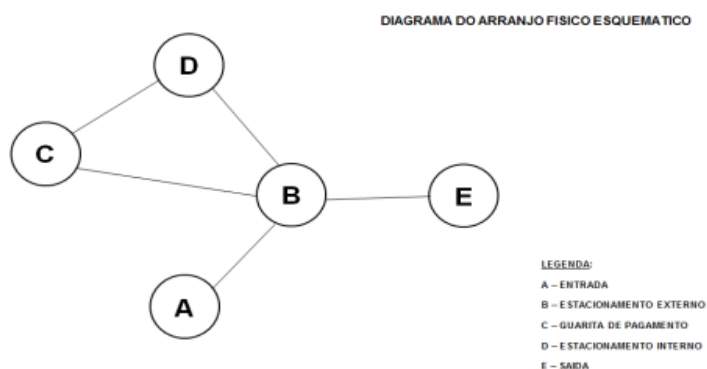 DIAGRAMA DO ARRANJO FISICO ESQUEMATICO
D
C
B
E
A
LEGENDA:
A – ENTRADA
B – ESTACIONAMENTO EXTERNO
C – GUARITA DE PAGAMENTO
D – ESTACIONAMENTO INTERNO
E – SAIDA